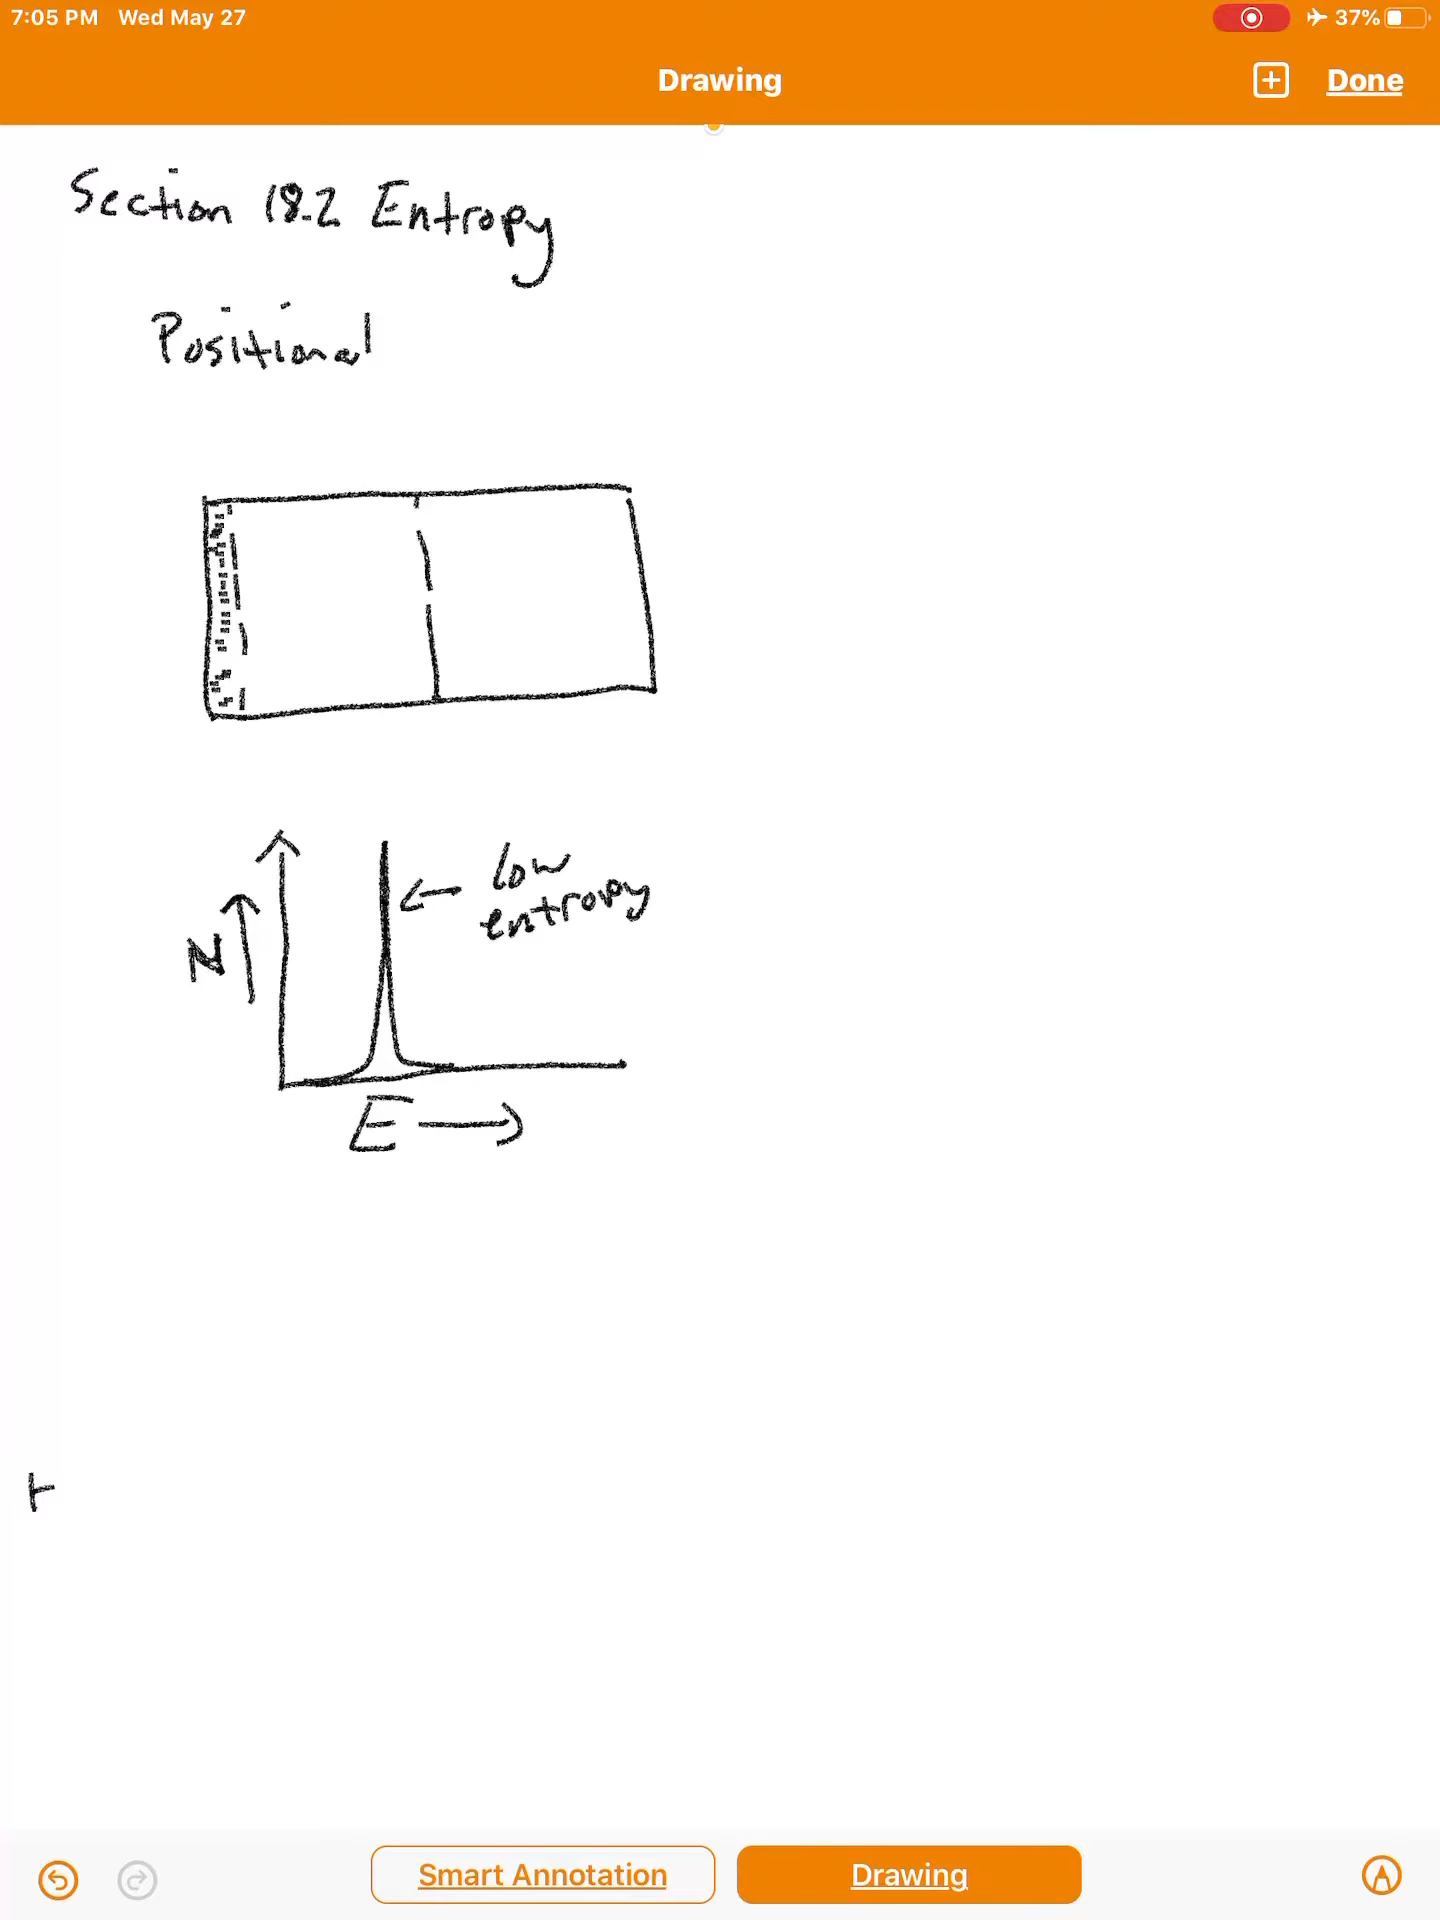 7:05 PM Wed May 27
37%
Drawing
Done
Section 18.2 Entropy
Positional
low
entropy
N
E
Smart Annotation
Drawing